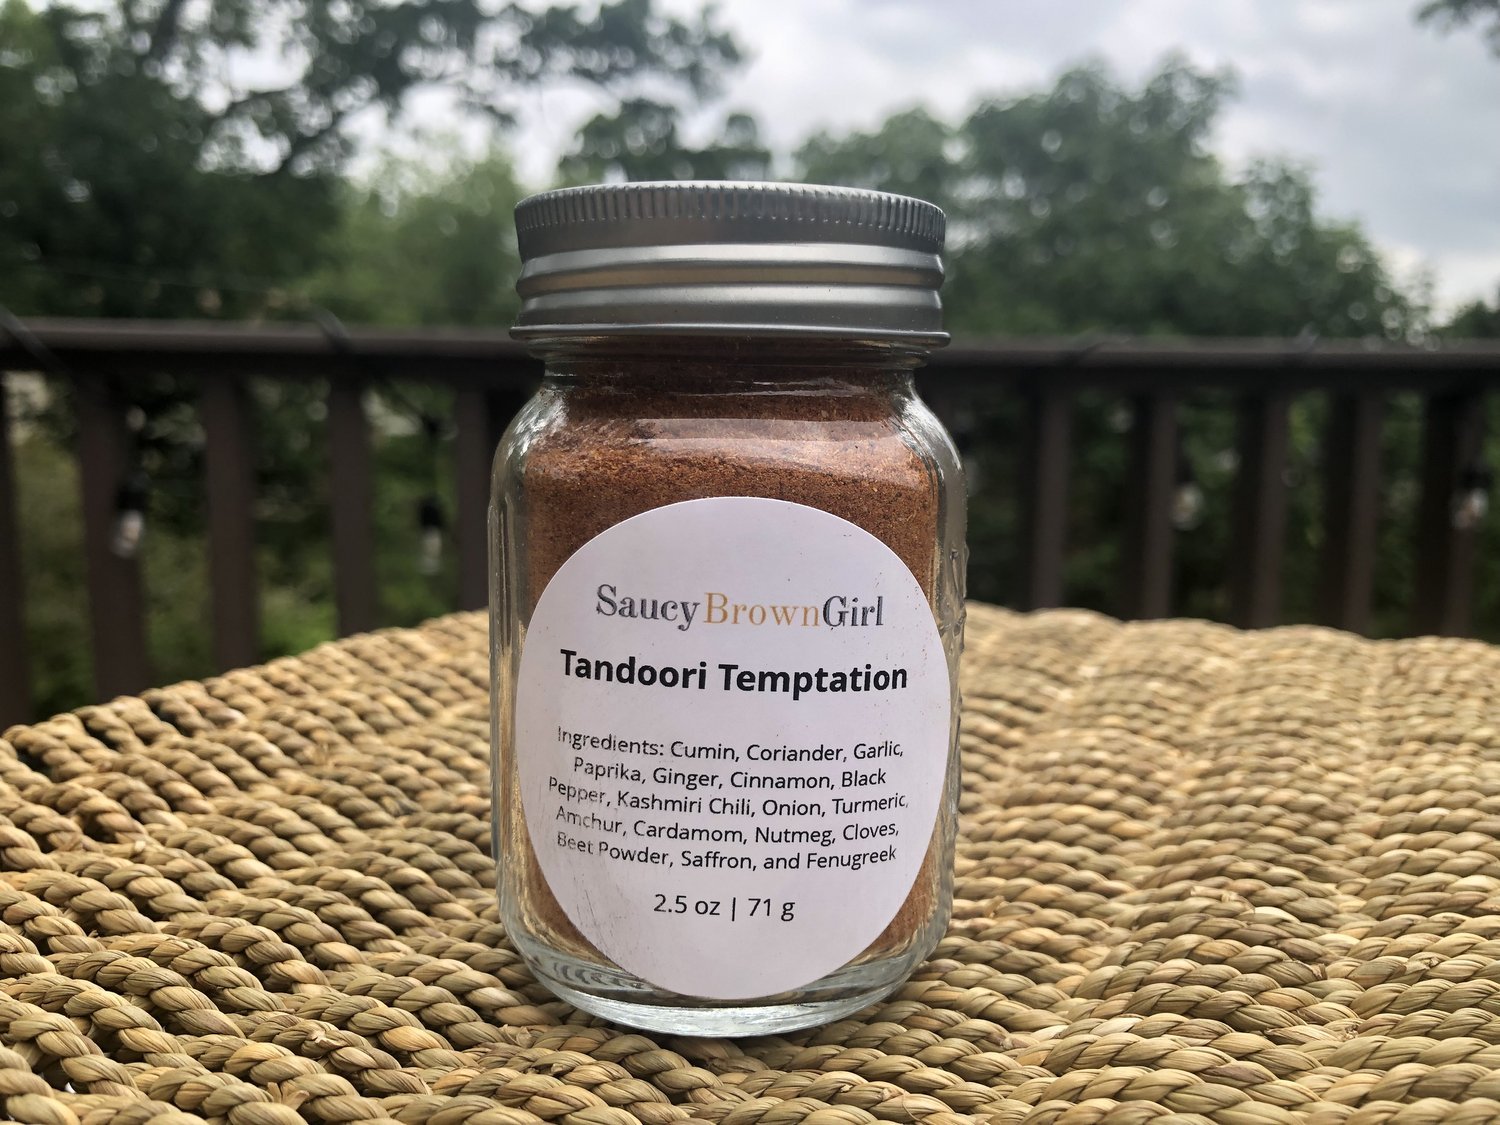 SaucyBrownGirl
Tandoori Temptation
Ingredients: Cumin, Coriander, Garlic,
Paprika, Ginger, Cinnamon, Black
Pepper, Kashmiri Chili, Onion, Turmeric,
Amchur, Cardamom, Nutmeg, Cloves,
Beet Powder, Saffron, and Fenugreek
2.5 oz | 71 g